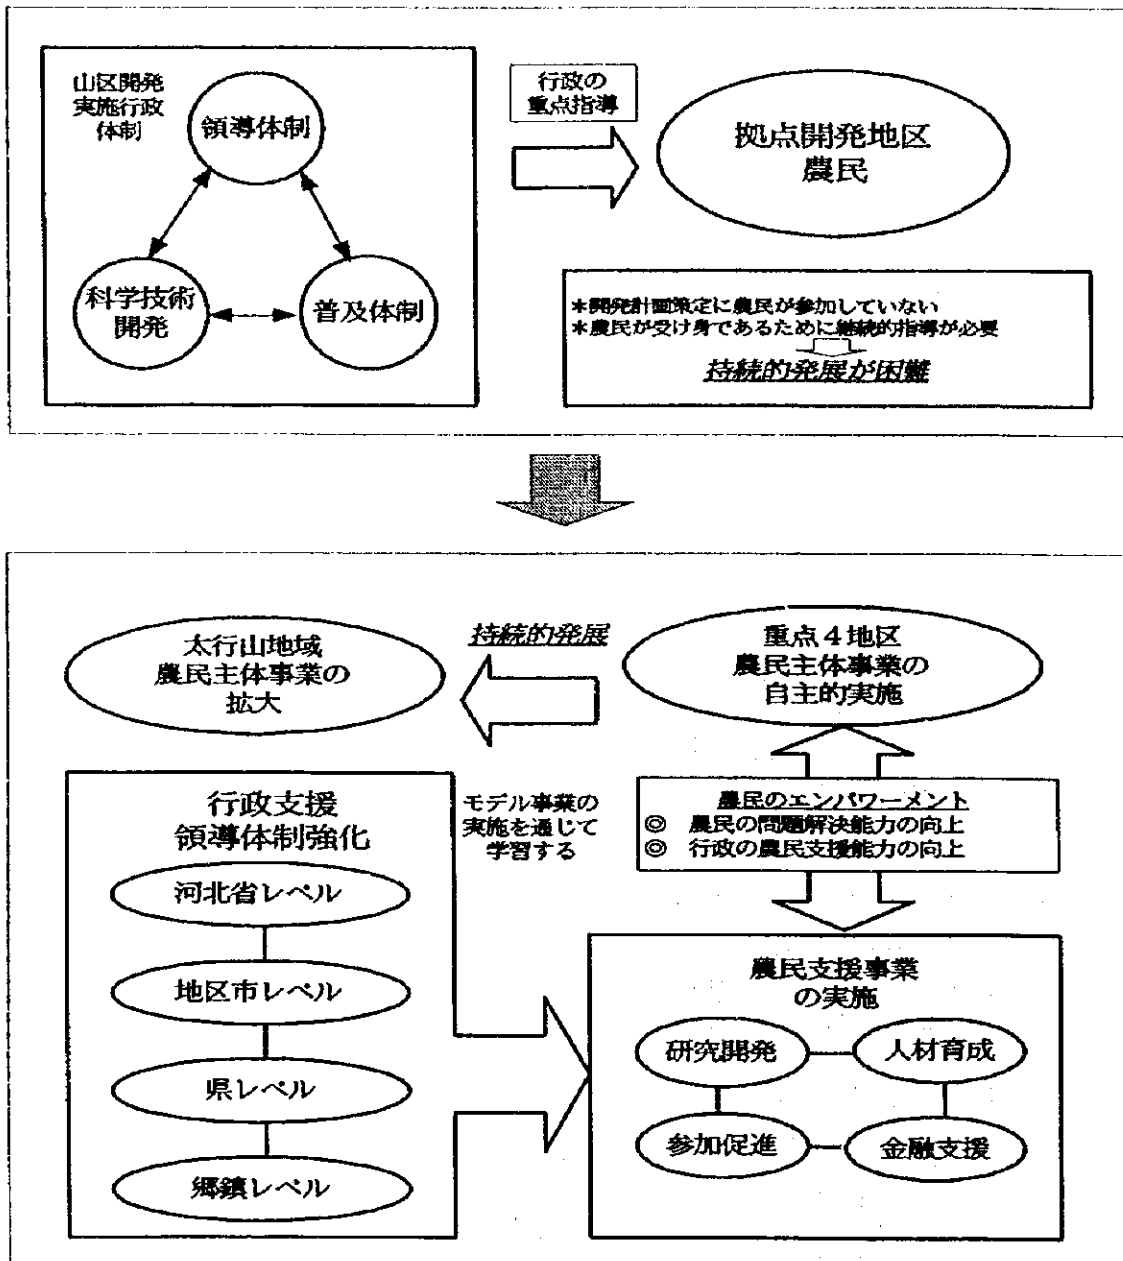 山区開発
実施行政
体制
領導体制
科学技術
開発
普及体制
行政の
重点指導
拠点開発地区
農民
＊開発計画策定に農民が参加していない
＊農民が受け身であるために継続的指導が必要
持続的発展が困難
太行山地域
農民主体事業の
拡大
持続的発展
重点４地区
農民主体事業の
自主的実施
行政支援
領導体制強化
河北省レベル
地区市レベル
県レベル
郷鎮レベル
モデル事業の
実施を通じて
学習する
農民のエンパワーメント
◎ 農民の問題解決能力の向上
◎ 行政の農民支援能力の向上
農民支援事業
の実施
研究開発
人材育成
参加促進
金融支援